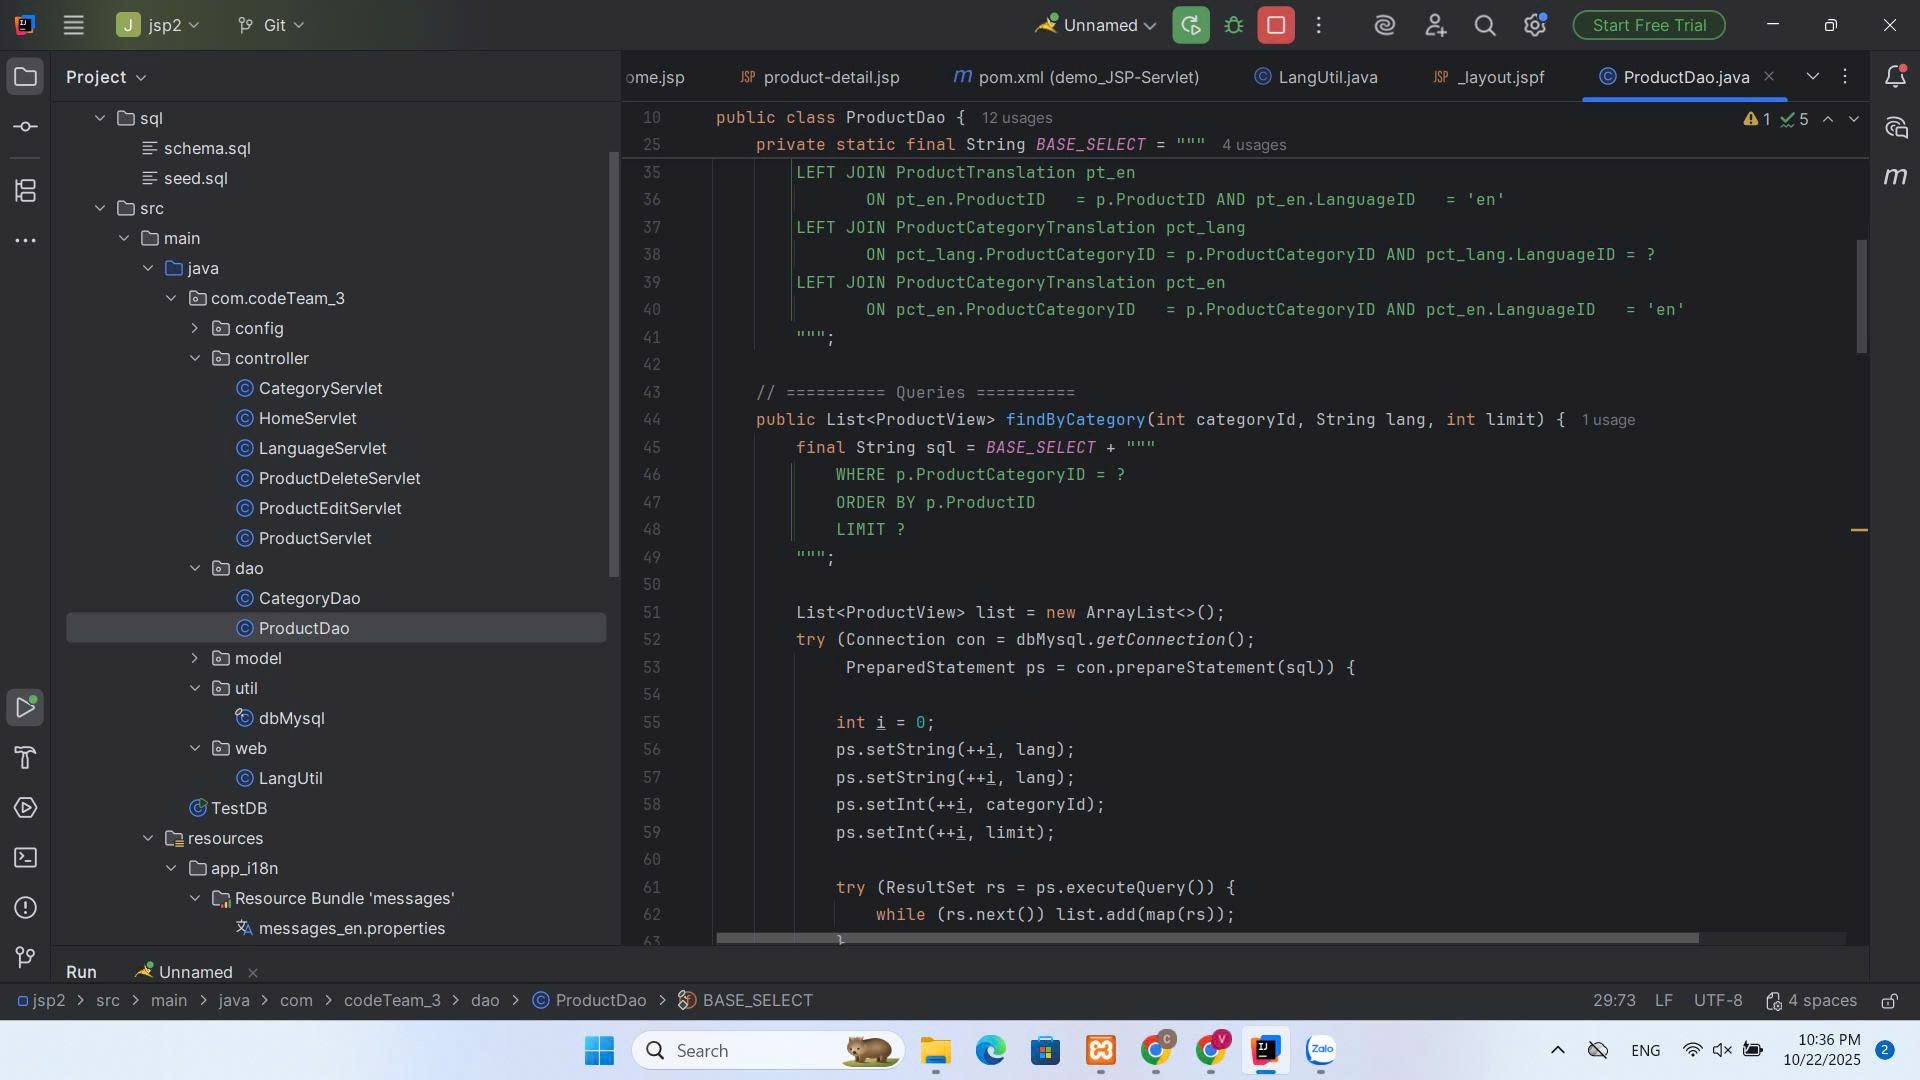 J jsp2 Git Unnamed Start Free Trial
Project
sql
schema.sql
seed.sql
src
main
java
com.codeTeam_3
config
controller
CategoryServlet
HomeServlet
LanguageServlet
ProductDeleteServlet
ProductEditServlet
ProductServlet
dao
CategoryDao
ProductDao
model
util
dbMysql
web
LangUtil
TestDB
resources
app_i18n
Resource Bundle 'messages'
messages_en.properties
ome.jsp JSP product-detail.jsp m pom.xml (demo_JSP-Servlet) LangUtil.java JSP _layout.jspf ProductDao.java
10 public class ProductDao { 12 usages
1 5
25 private static final String BASE_SELECT = """ 4 usages
35 LEFT JOIN ProductTranslation pt_en
36 ON pt_en.ProductID = p.ProductID AND pt_en.LanguageID = 'en'
37 LEFT JOIN ProductCategoryTranslation pct_lang
38 ON pct_lang.ProductCategoryID = p.ProductCategoryID AND pct_lang.LanguageID = ?
39 LEFT JOIN ProductCategoryTranslation pct_en
40 ON pct_en.ProductCategoryID = p.ProductCategoryID AND pct_en.LanguageID = 'en'
41 """;
42
43 // ========== Queries ==========
44 public List<ProductView> findByCategory(int categoryId, String lang, int limit) { 1 usage
45 final String sql = BASE_SELECT + """
46 WHERE p.ProductCategoryID = ?
47 ORDER BY p.ProductID
48 LIMIT ?
49 """;
50
51 List<ProductView> list = new ArrayList<>();
52 try (Connection con = dbMysql.getConnection();
53 PreparedStatement ps = con.prepareStatement(sql)) {
54
55 int i = 0;
56 ps.setString(++i, lang);
57 ps.setString(++i, lang);
58 ps.setInt(++i, categoryId);
59 ps.setInt(++i, limit);
60
61 try (ResultSet rs = ps.executeQuery()) {
62 while (rs.next()) list.add(map(rs));
63 }
m
Run Unnamed
jsp2 > src > main > java > com > codeTeam_3 > dao > ProductDao > BASE_SELECT
29:73 LF UTF-8 4 spaces
Search
C
V
Zalo
ENG
10:36 PM
10/22/2025
2